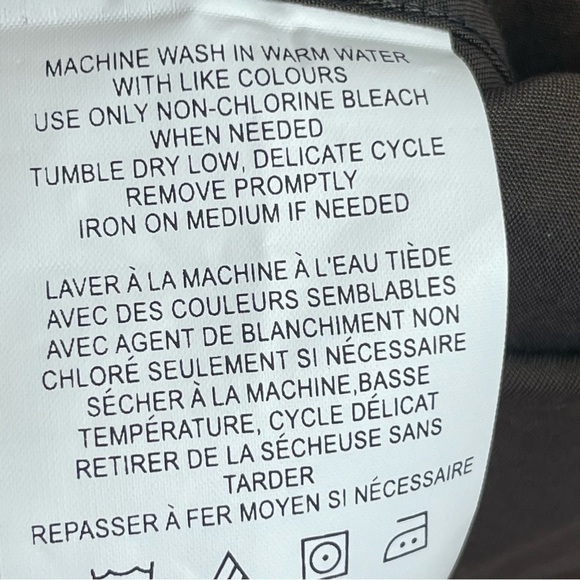 MACHINE WASH IN WARM WATER
WITH LIKE COLOURS
USE ONLY NON-CHLORINE BLEACH
WHEN NEEDED
TUMBLE DRY LOW, DELICATE CYCLE
REMOVE PROMPTLY
IRON ON MEDIUM IF NEEDED
LAVER À LA MACHINE À L'EAU TIÈDE
AVEC DES COULEURS SEMBLABLES
AVEC AGENT DE BLANCHIMENT NON
CHLORÉ SEULEMENT SI NÉCESSAIRE
SÉCHER À LA MACHINE,BASSE
TEMPÉRATURE, CYCLE DÉLICAT
RETIRER DE LA SÉCHEUSE SANS
TARDER
REPASSER À FER MOYEN SI NÉCESSAIRE